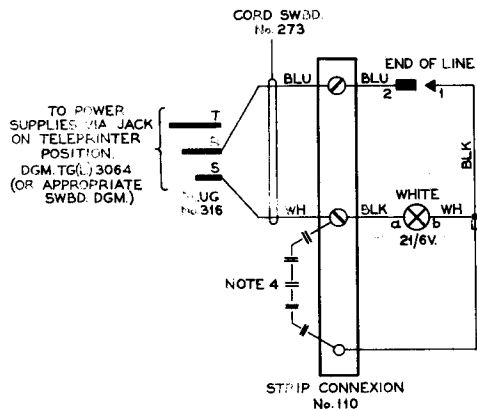 CORD SWBD.
No. 273
END OF LINE
BLU
BLU
2
1
TO POWER
SUPPLIES VIA JACK
ON TELEPRINTER
POSITION.
DGM. TG(L) 3064
(OR APPROPRIATE
SWBD. DGM.)
T
R
S
PLUG
No. 316
BLK
WHITE
WH
BLK
a
b
WH
21/6V.
NOTE 4
STRIP CONNEXION
No. 110